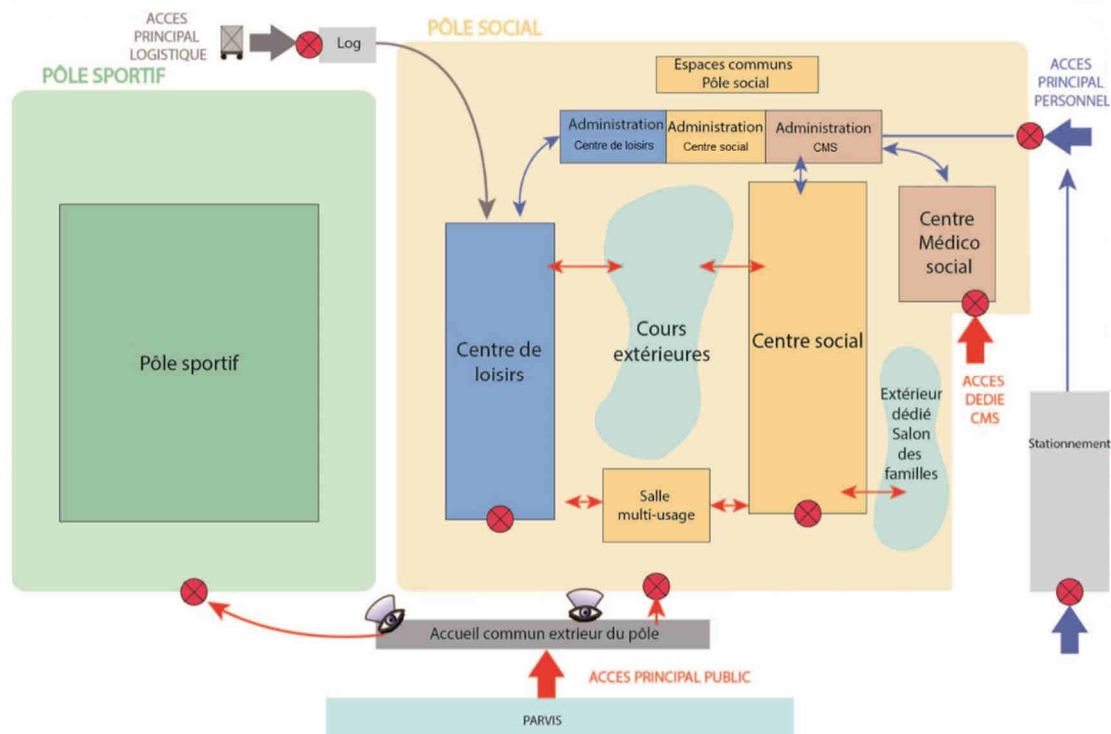 ACCES
PRINCIPAL
LOGISTIQUE
Log
PÔLE SOCIAL
PÔLE SPORTIF
Espaces communs
Pôle social
ACCES
PRINCIPAL
PERSONNEL
Administration
Centre de loisirs
Administration
Centre social
Administration
CMS
Centre
Médico
social
Pôle sportif
Centre de
loisirs
Cours
extérieures
Centre social
ACCES
DEDIE
CMS
Extérieur
dédié
Salon
des
familles
Stationnement
Salle
multi-usage
Accueil commun extrieur du pôle
ACCES PRINCIPAL PUBLIC
PARVIS